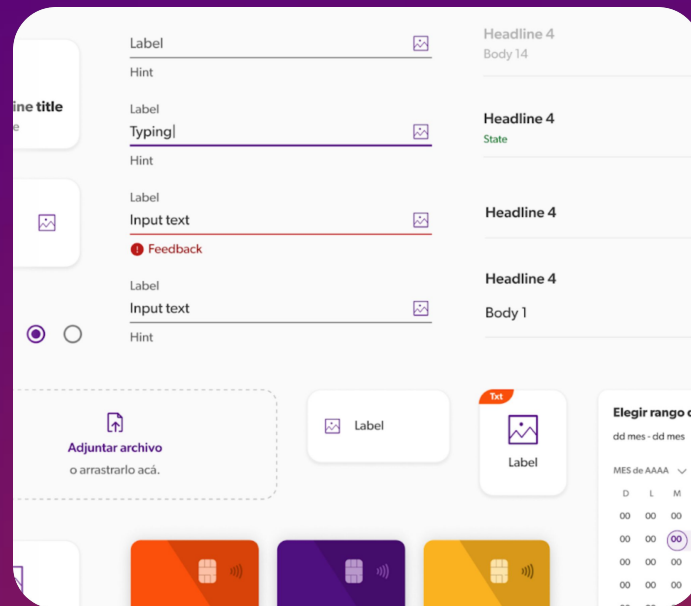 ine title
e
Label
Hint
Label
Typing
Hint
Label
Input text
Feedback
Label
Input text
Hint
Headline 4
Body 14
Headline 4
State
Headline 4
Headline 4
Body 1
Adjuntar archivo
o arrastrarlo acá.
Label
Txt
Label
Elegir rango
dd mes - dd mes
MES de AAAA
D L M
00 00 00
00 00 00
00 00 00
00 00 00